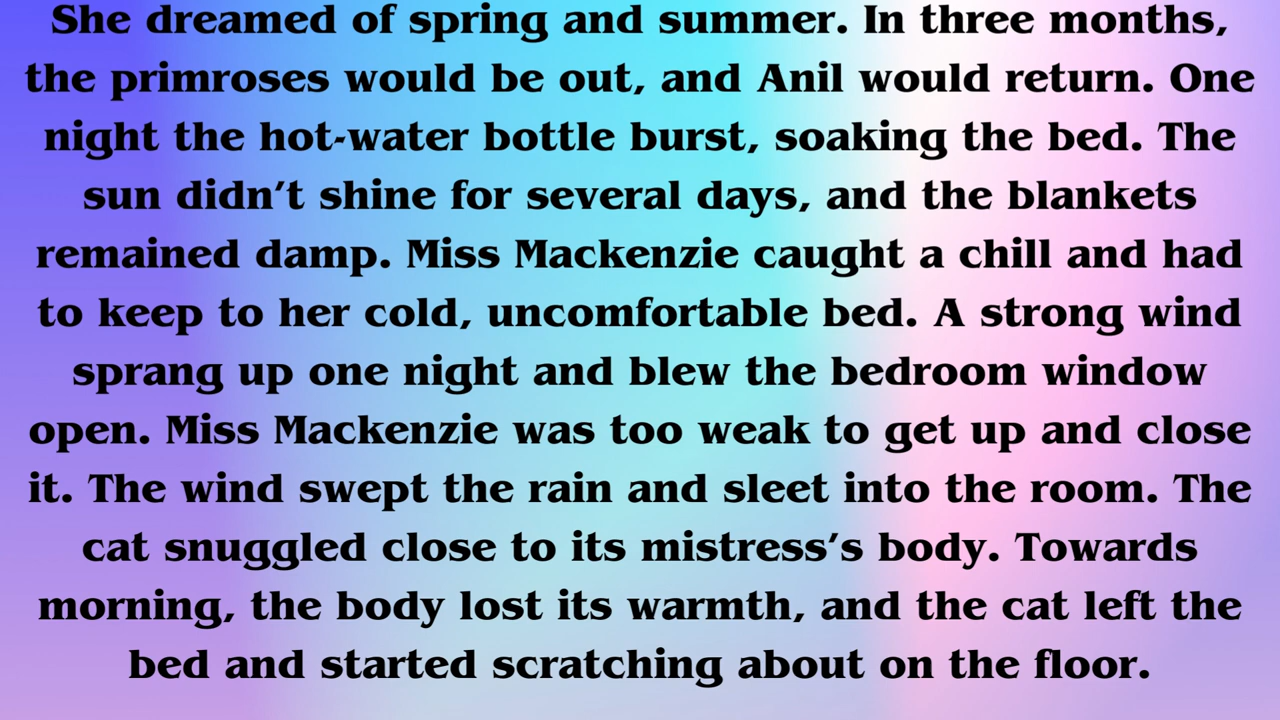 She dreamed of spring and summer. In three months,
the primroses would be out, and Anil would return. One
night the hot-water bottle burst, soaking the bed. The
sun didn’t shine for several days, and the blankets
remained damp. Miss Mackenzie caught a chill and had
to keep to her cold, uncomfortable bed. A strong wind
sprang up one night and blew the bedroom window
open. Miss Mackenzie was too weak to get up and close
it. The wind swept the rain and sleet into the room. The
cat snuggled close to its mistress’s body. Towards
morning, the body lost its warmth, and the cat left the
bed and started scratching about on the floor.